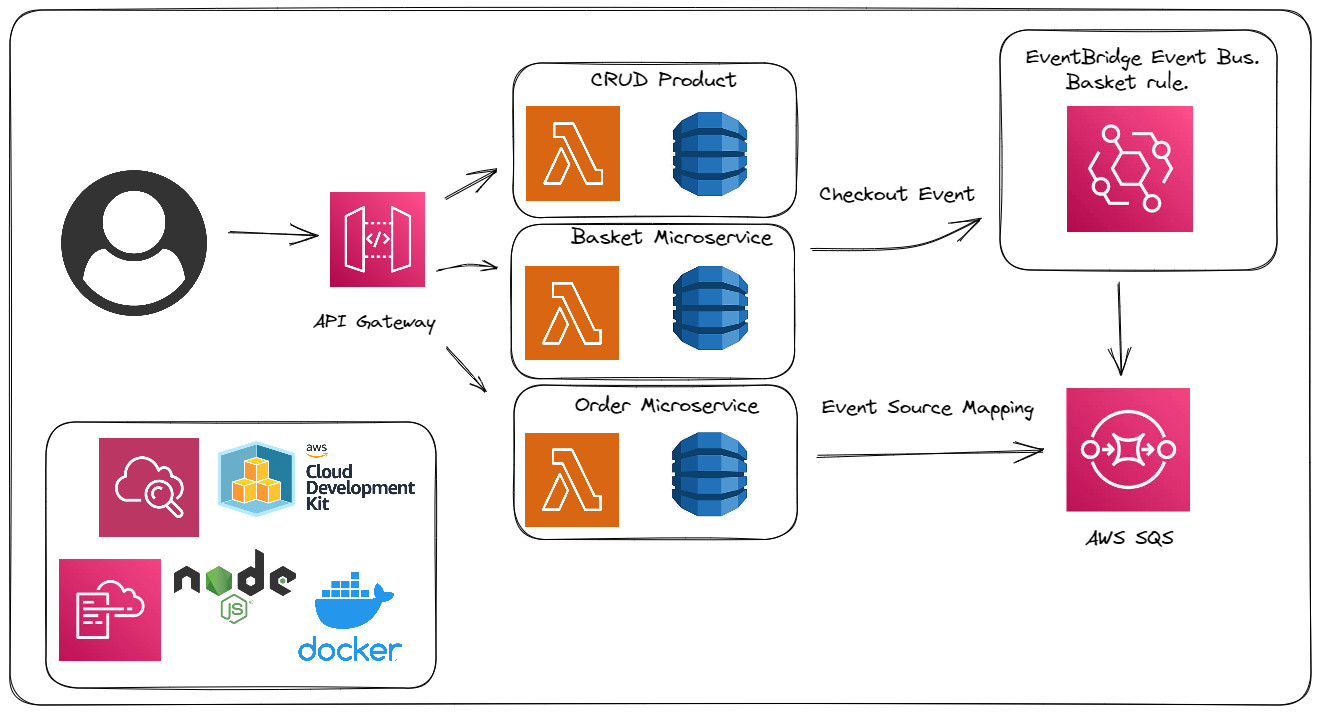 EventBridge Event Bus.
Basket rule.
CRUD Product
Checkout Event
Basket Microservice
</>
API Gateway
Order Microservice
Event Source Mapping
AWS SQS
aws
Cloud
Development
Kit
node
JS
docker